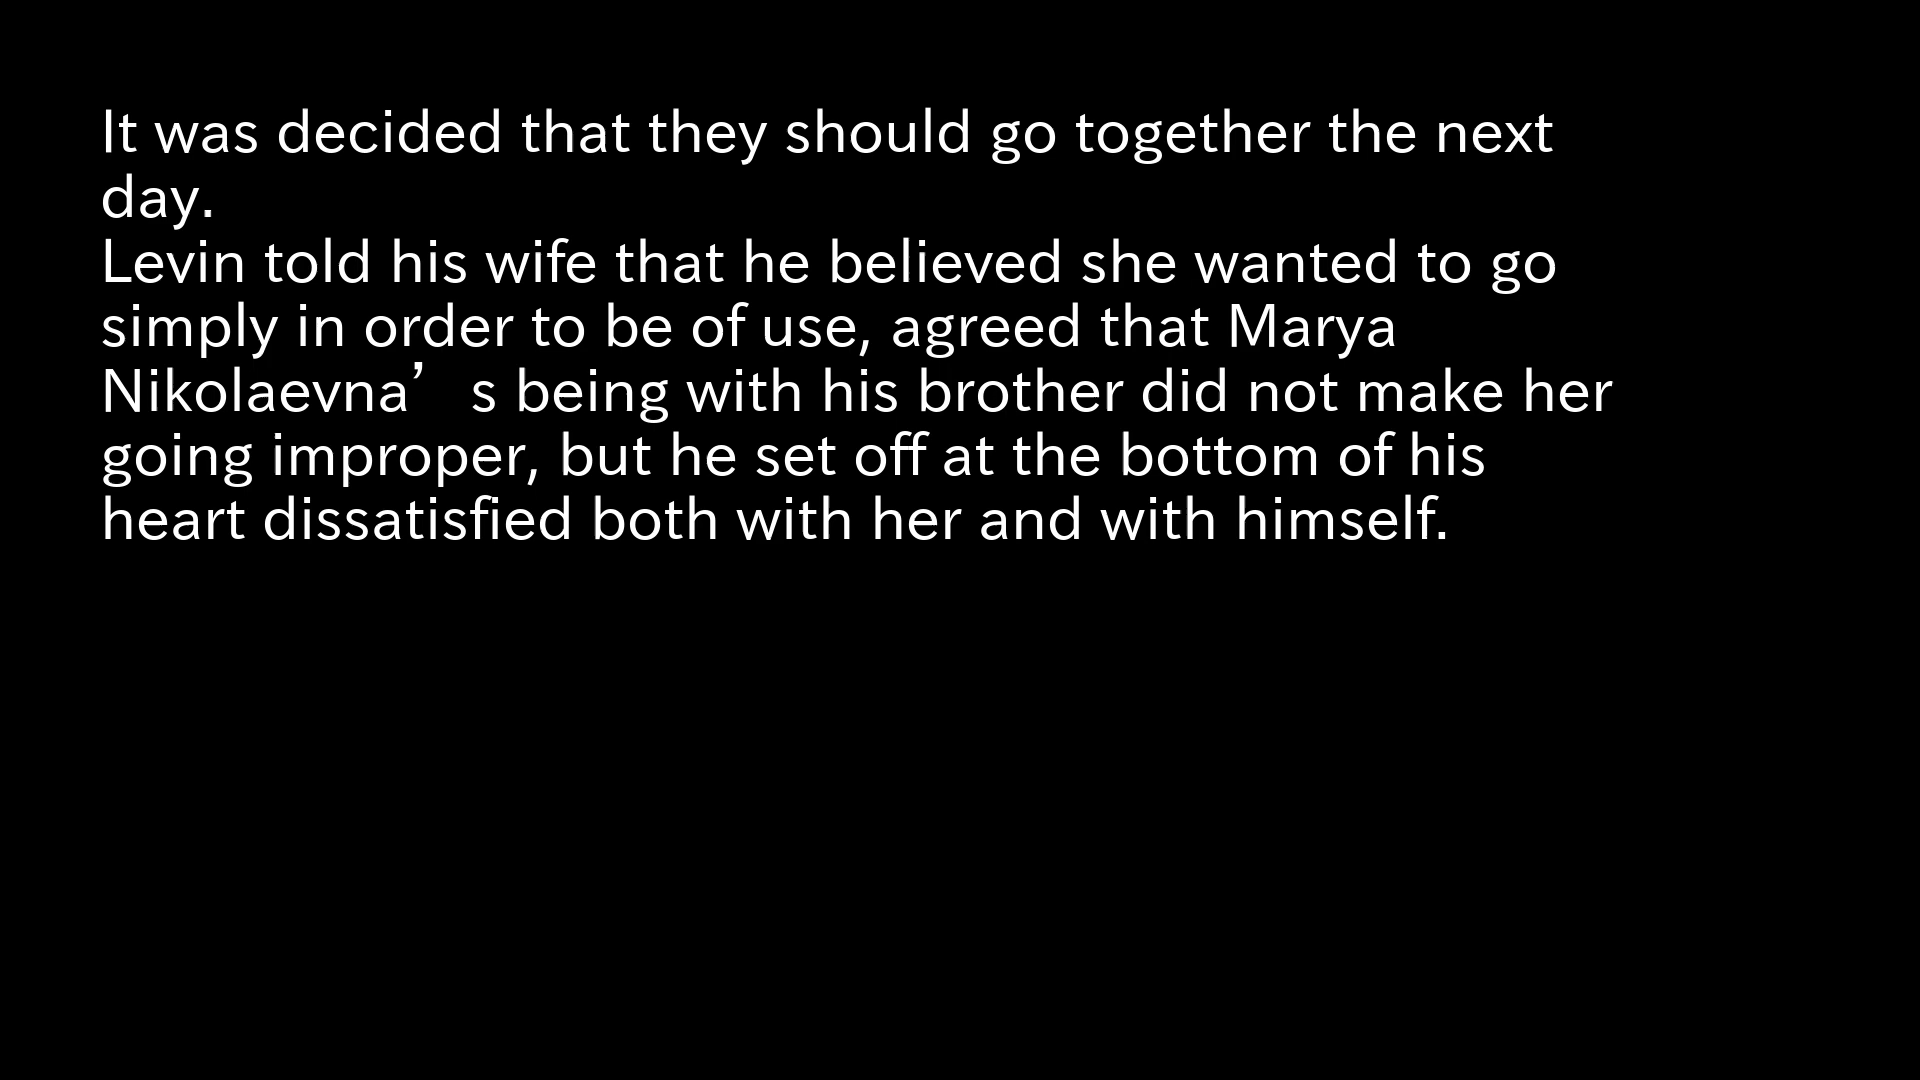 It was decided that they should go together the next
day.
Levin told his wife that he believed she wanted to go
simply in order to be of use, agreed that Marya
Nikolaevna’s being with his brother did not make her
going improper, but he set off at the bottom of his
heart dissatisfied both with her and with himself.